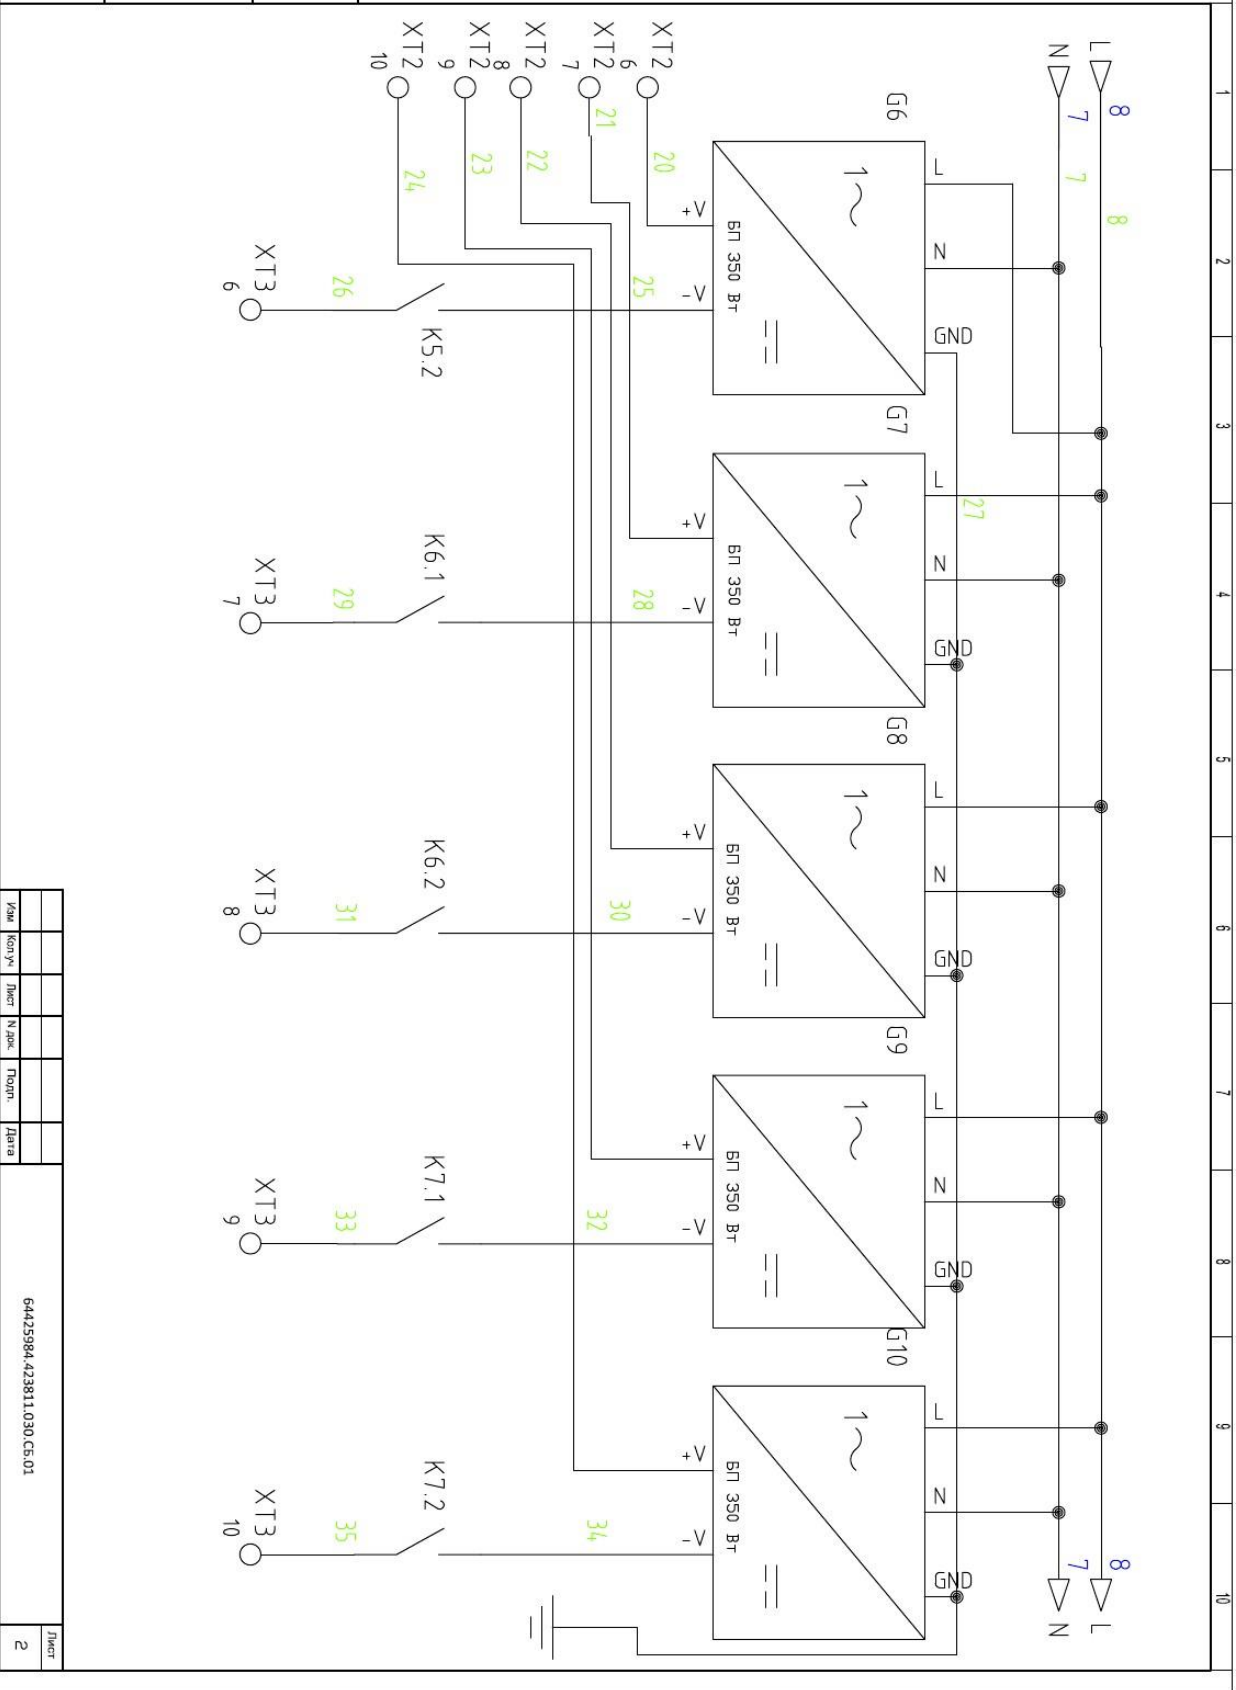 1 2 3 4 5 6 7 8 9 10
L 8 8 8 L
N 7 7 7 N
G6
L N GND
1~
БП 350 Вт
+V -V
G7
L N GND
27
1~
БП 350 Вт
+V -V
G8
L N GND
1~
БП 350 Вт
+V -V
G9
L N GND
1~
БП 350 Вт
+V -V
G10
L N GND
1~
БП 350 Вт
+V -V
XT2
6
20
XT2
7
21
XT2
8
22
XT2
9
23
XT2
10
24
25
28
30
32
34
K5.2
K6.1
K6.2
K7.1
K7.2
26
29
31
33
35
XT3
6
XT3
7
XT3
8
XT3
9
XT3
10
Изм Кол.уч Лист N док. Подп. Дата
64425984.423811.030.СБ.01
Лист
2